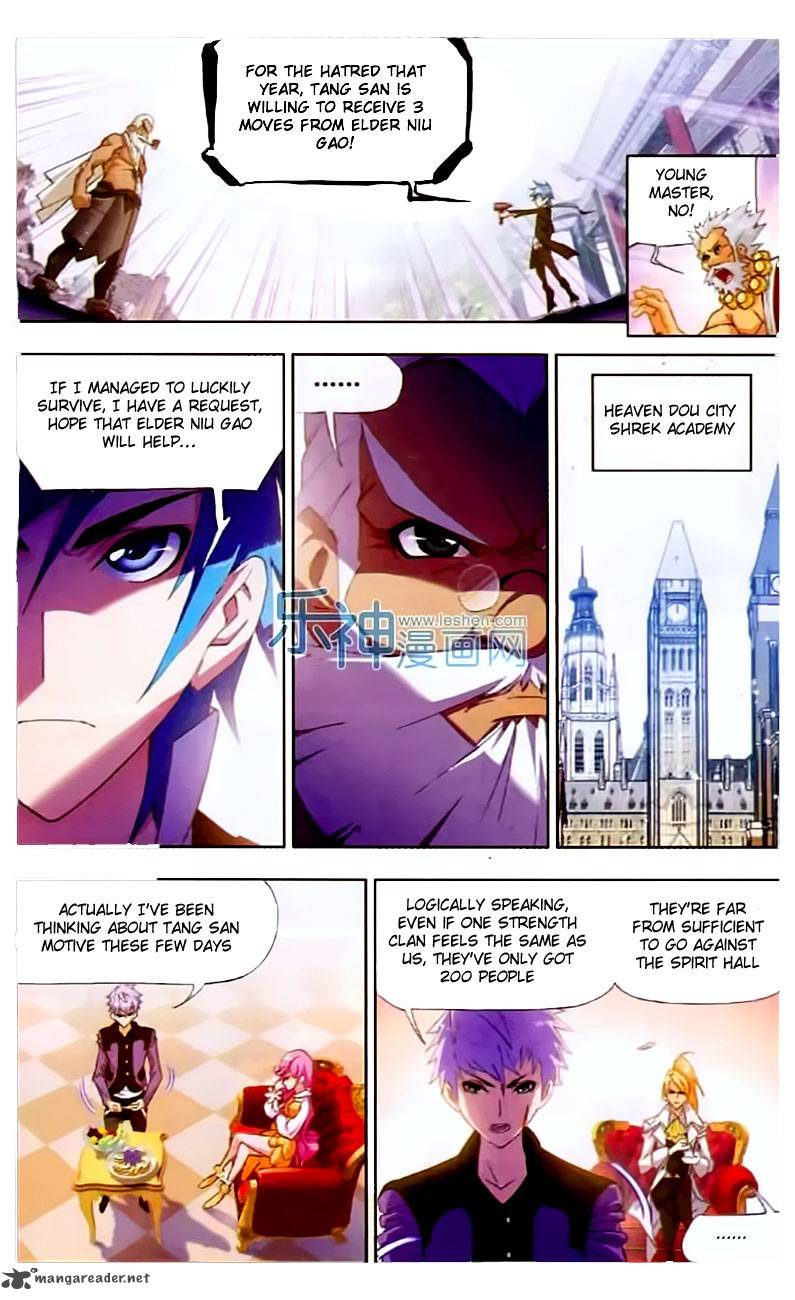 FOR THE HATRED THAT
YEAR, TANG SAN IS
WILLING TO RECEIVE 3
MOVES FROM ELDER NIU
GAO!
YOUNG
MASTER,
NO!
IF I MANAGED TO LUCKILY
SURVIVE, I HAVE A REQUEST,
HOPE THAT ELDER NIU GAO
WILL HELP...
......
HEAVEN DOU CITY
SHREK ACADEMY
www.leshen.com
乐神漫画网
ACTUALLY I'VE BEEN
THINKING ABOUT TANG SAN
MOTIVE THESE FEW DAYS
LOGICALLY SPEAKING,
EVEN IF ONE STRENGTH
CLAN FEELS THE SAME AS
US, THEY'VE ONLY GOT
200 PEOPLE
THEY'RE FAR
FROM SUFFICIENT
TO GO AGAINST
THE SPIRIT HALL
......
mangareader.net